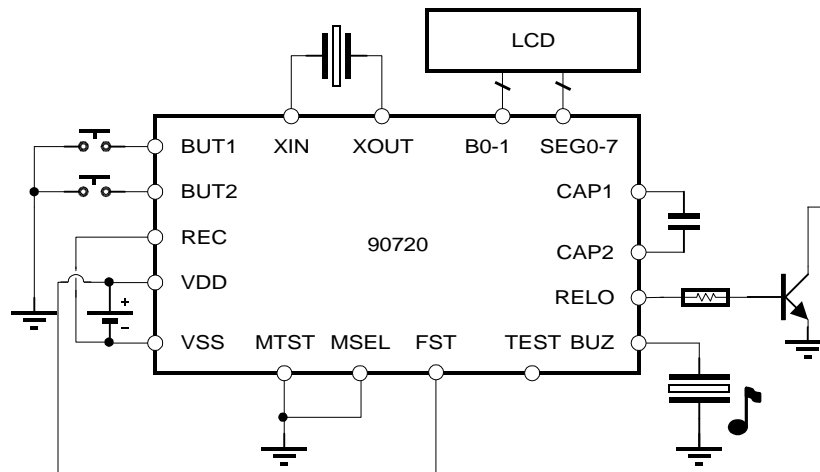 LCD
BUT1 XIN XOUT B0-1 SEG0-7
BUT2 CAP1
REC 90720
CAP2
VDD
RELO
+
−
VSS MTST MSEL FST TEST BUZ